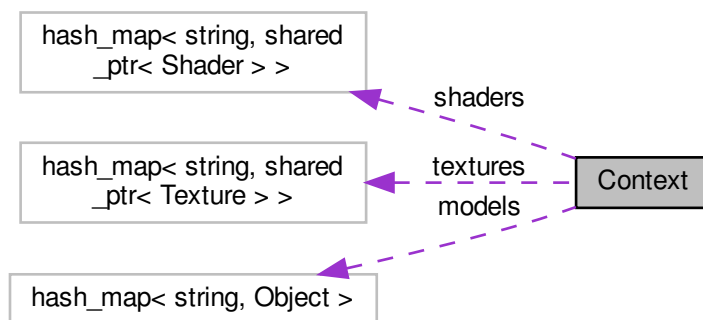 hash_map< string, shared
_ptr< Shader > >
shaders
hash_map< string, shared
_ptr< Texture > >
textures
Context
models
hash_map< string, Object >